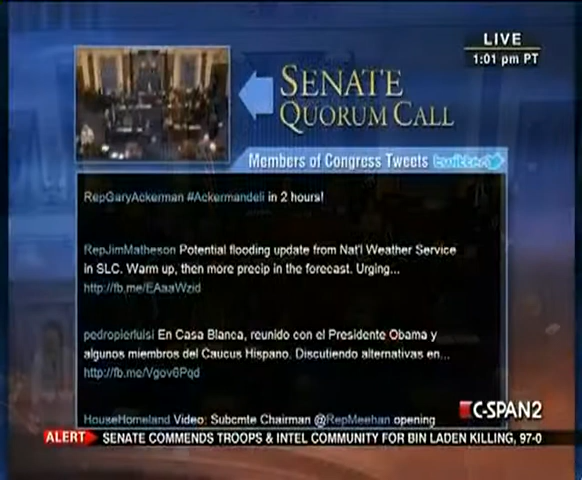 LIVE
1:01 pm PT
SENATE
QUORUM CALL
Members of Congress Tweets twitter
RepGaryAckerman #Ackermandeli in 2 hours!
RepJimMatheson Potential flooding update from Nat'l Weather Service
in SLC. Warm up, then more precip in the forecast. Urging...
http://fb.me/EAaaWzid
pedropierluisi En Casa Blanca, reunido con el Presidente Obama y
algunos miembros del Caucus Hispano. Discutiendo alternativas en...
http://fb.me/Vgov6Pqd
HouseHomeland Video: Subcmte Chairman @RepMeehan opening
C-SPAN2
ALERT SENATE COMMENDS TROOPS & INTEL COMMUNITY FOR BIN LADEN KILLING, 97-0